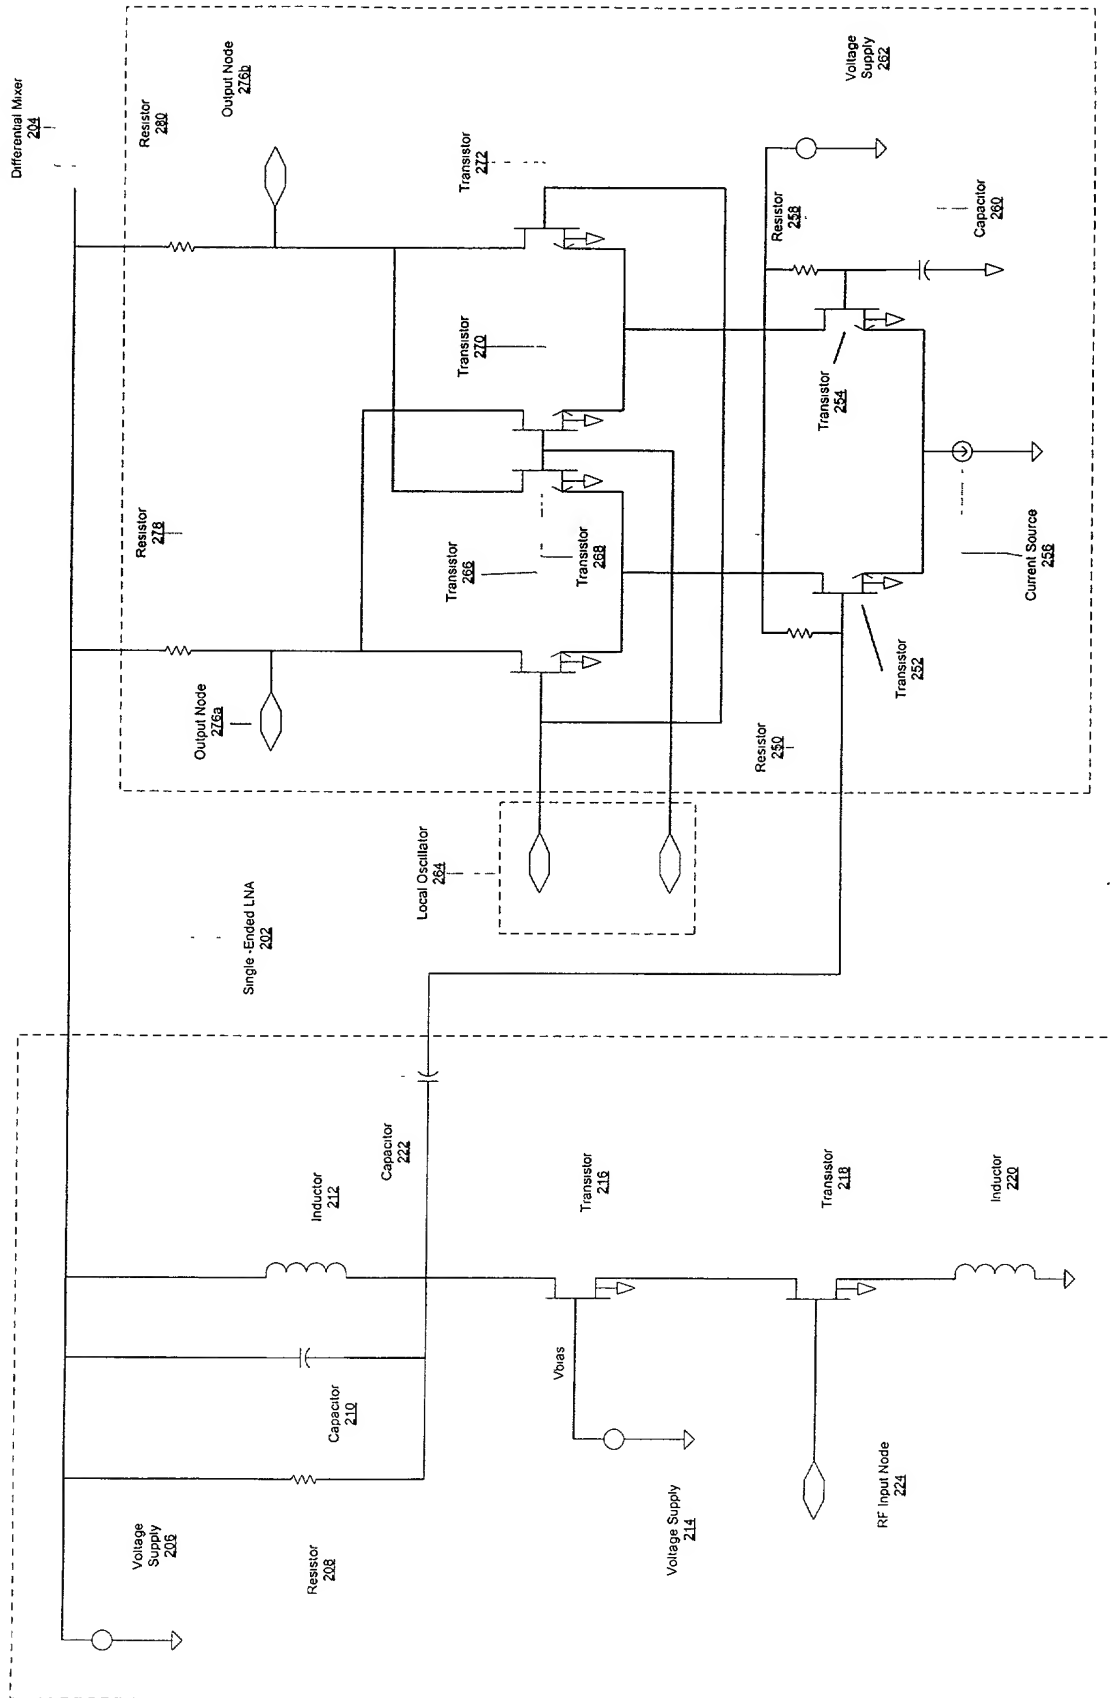 Differential Mixer
204
Resistor
280
Output Node
276b
Voltage
Supply
262
Transistor
272
Resistor
258
Capacitor
260
Transistor
270
Transistor
254
Resistor
278
Transistor
266
Transistor
268
Current Source
256
Output Node
276a
Transistor
252
Resistor
250
Local Oscillator
264
Single -Ended LNA
202
Capacitor
222
Inductor
212
Transistor
216
Transistor
218
Inductor
220
Capacitor
210
Vbias
Voltage
Supply
206
Resistor
208
Voltage Supply
214
RF Input Node
224